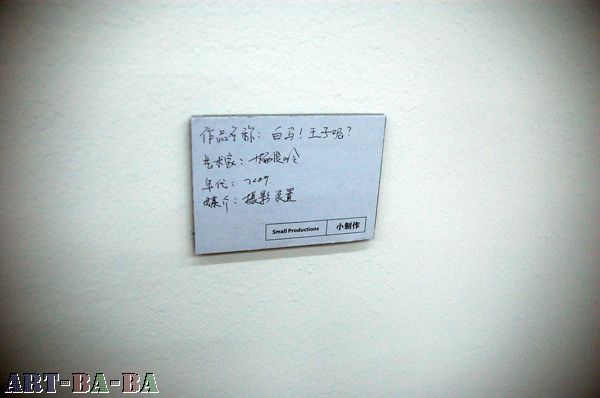 作品名称：白马！王子呢？
艺术家：
年代：2009
媒介：摄影装置
Small Productions 小制作
ART-BA-BA